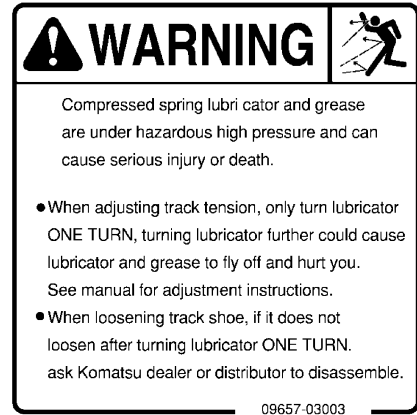 WARNING
Compressed spring lubri cator and grease
are under hazardous high pressure and can
cause serious injury or death.
●When adjusting track tension, only turn lubricator
ONE TURN, turning lubricator further could cause
lubricator and grease to fly off and hurt you.
See manual for adjustment instructions.
●When loosening track shoe, if it does not
loosen after turning lubricator ONE TURN.
ask Komatsu dealer or distributor to disassemble.
09657-03003